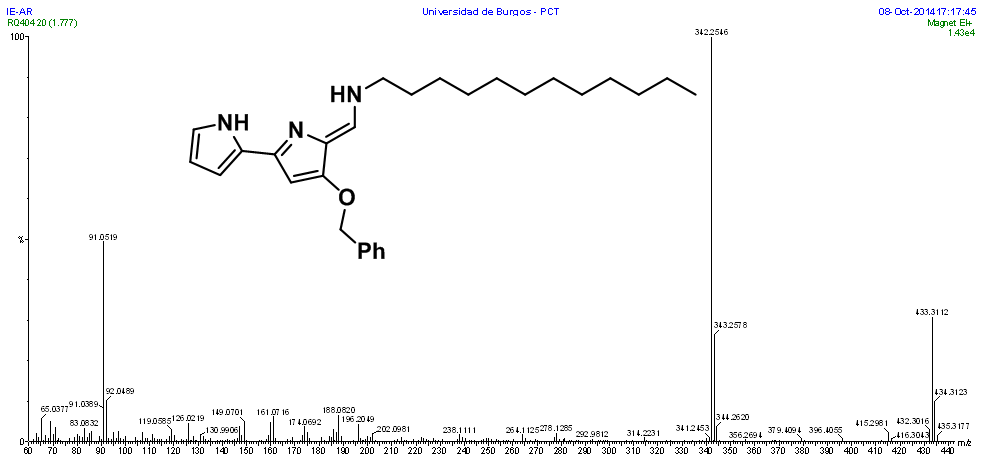 IE-AR
Universidad de Burgos - PCT
08-Oct-201417:17:45
RQ404 20 (1.777)
Magnet EI+
1.43e4
100
342.2546
HN
NH
N
O
Ph
%
91.0519
343.2578
433.3112
92.0489
434.3123
65.0377
91.0389
83.0832
119.0585
126.0219
130.9906
149.0701
161.0716
174.0692
188.0820
196.2049
202.0981
238.1111
264.1125
278.1285
292.9812
314.2231
341.2453
344.2620
356.2694
379.4094
396.4055
415.2981
416.3043
432.3016
435.3177
0
60 70 80 90 100 110 120 130 140 150 160 170 180 190 200 210 220 230 240 250 260 270 280 290 300 310 320 330 340 350 360 370 380 390 400 410 420 430 440 m/z